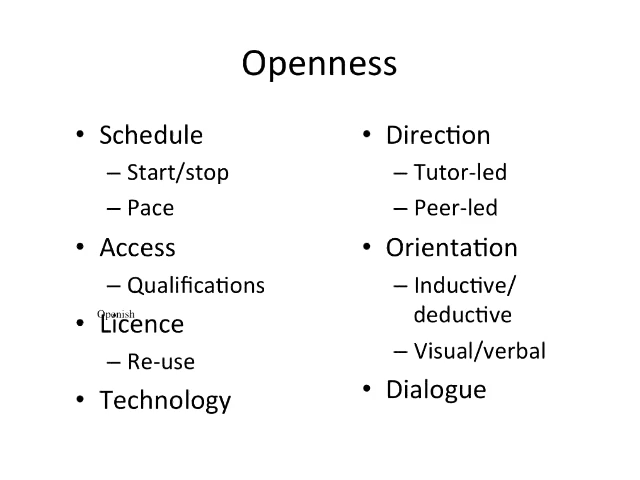 Openness
• Schedule
– Start/stop
– Pace
• Access
– Qualifications
Openish
• Licence
– Re-use
• Technology
• Direction
– Tutor-led
– Peer-led
• Orientation
– Inductive/
deductive
– Visual/verbal
• Dialogue